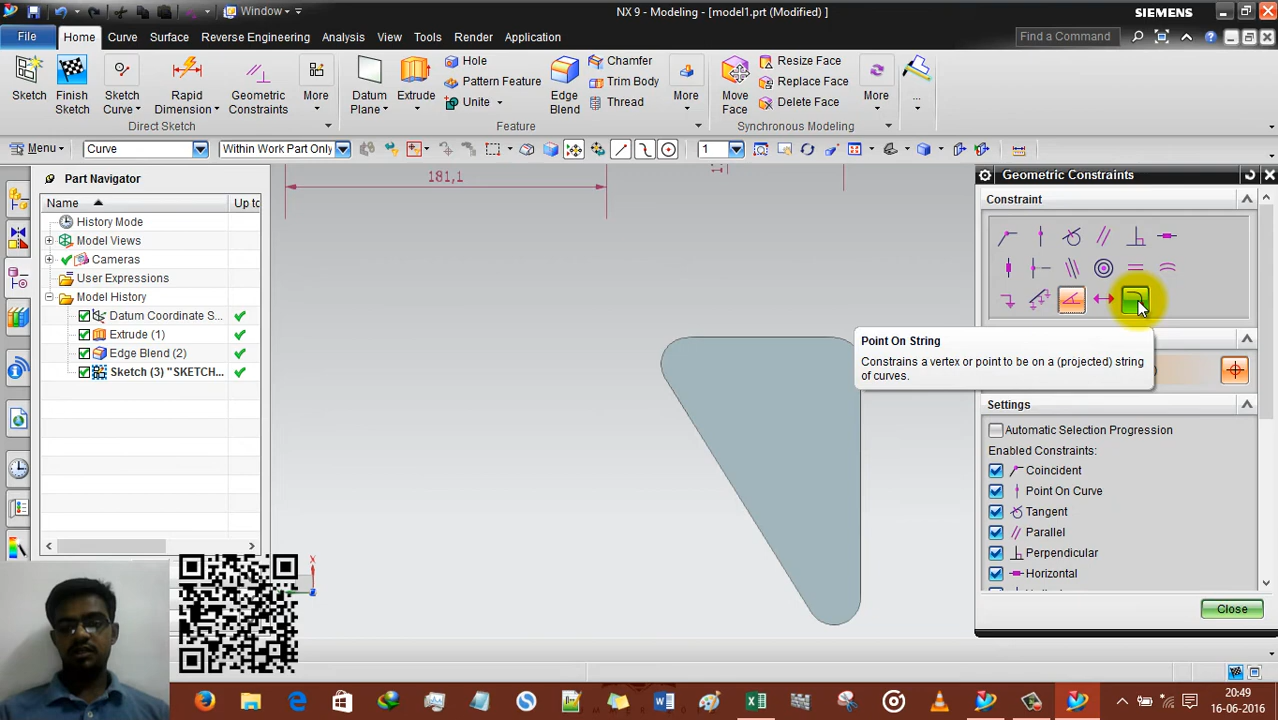 Window
NX 9 - Modeling - [model1.prt (Modified) ]
SIEMENS
File
Home
Curve
Surface
Reverse Engineering
Analysis
View
Tools
Render
Application
Find a Command
Sketch
Finish Sketch
Sketch Curve
Rapid Dimension
Geometric Constraints
More
Direct Sketch
Datum Plane
Extrude
Hole
Pattern Feature
Unite
Edge Blend
Chamfer
Trim Body
Thread
More
Feature
Move Face
Resize Face
Replace Face
Delete Face
More
Synchronous Modeling
...
Menu
Curve
Within Work Part Only
1
Part Navigator
Name
Up to
History Mode
Model Views
Cameras
User Expressions
Model History
Datum Coordinate S...
Extrude (1)
Edge Blend (2)
Sketch (3) "SKETCH...
181,1
X
Geometric Constraints
Constraint
Point On String
Constrains a vertex or point to be on a (projected) string
of curves.
Settings
Automatic Selection Progression
Enabled Constraints:
Coincident
Point On Curve
Tangent
Parallel
Perpendicular
Horizontal
Close
20:49
16-06-2016